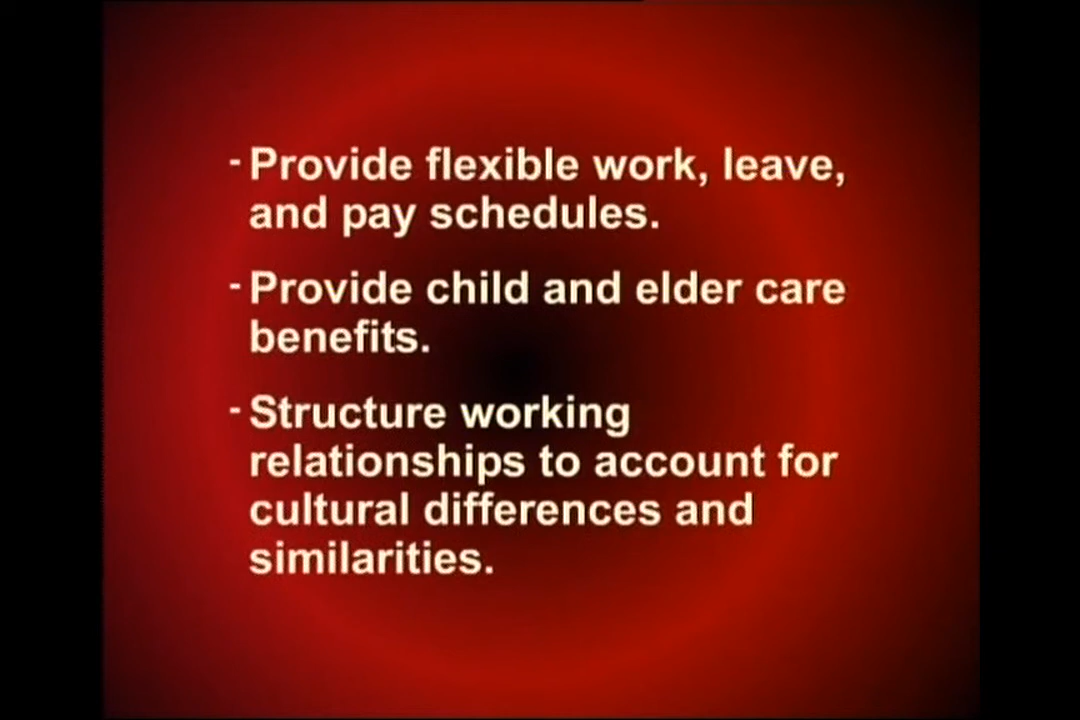 - Provide flexible work, leave,
and pay schedules.
- Provide child and elder care
benefits.
- Structure working
relationships to account for
cultural differences and
similarities.